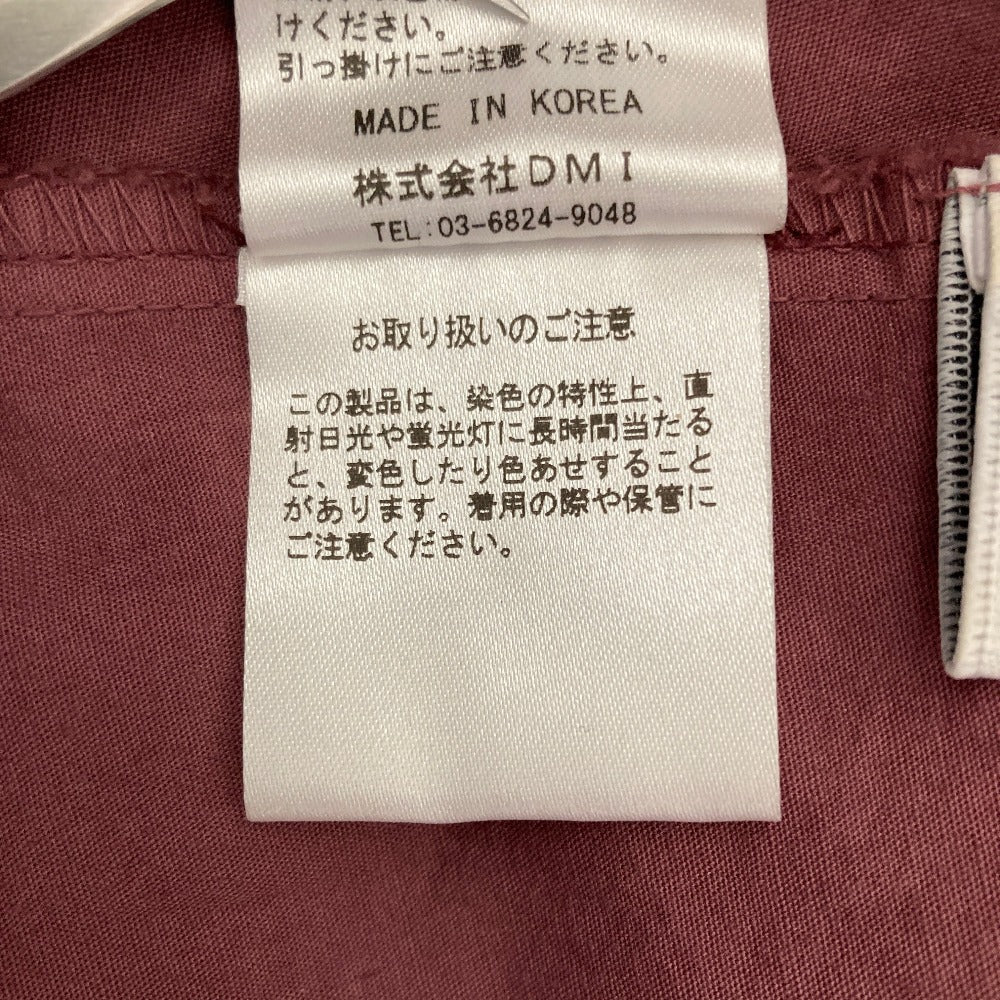 けください。
引っ掛けにご注意ください。
MADE IN KOREA
株式会社DMI
TEL:03-6824-9048
お取り扱いのご注意
この製品は、染色の特性上、直
射日光や蛍光灯に長時間当たる
と、変色したり色あせすること
があります。着用の際や保管に
ご注意ください。